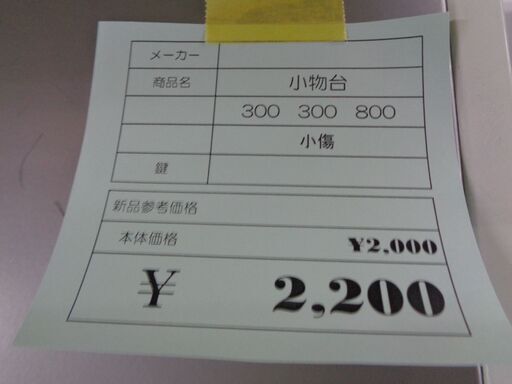 メーカー
商品名 小物台
300 300 800
小傷
鍵
新品参考価格
本体価格 ¥2,000
¥ 2,200